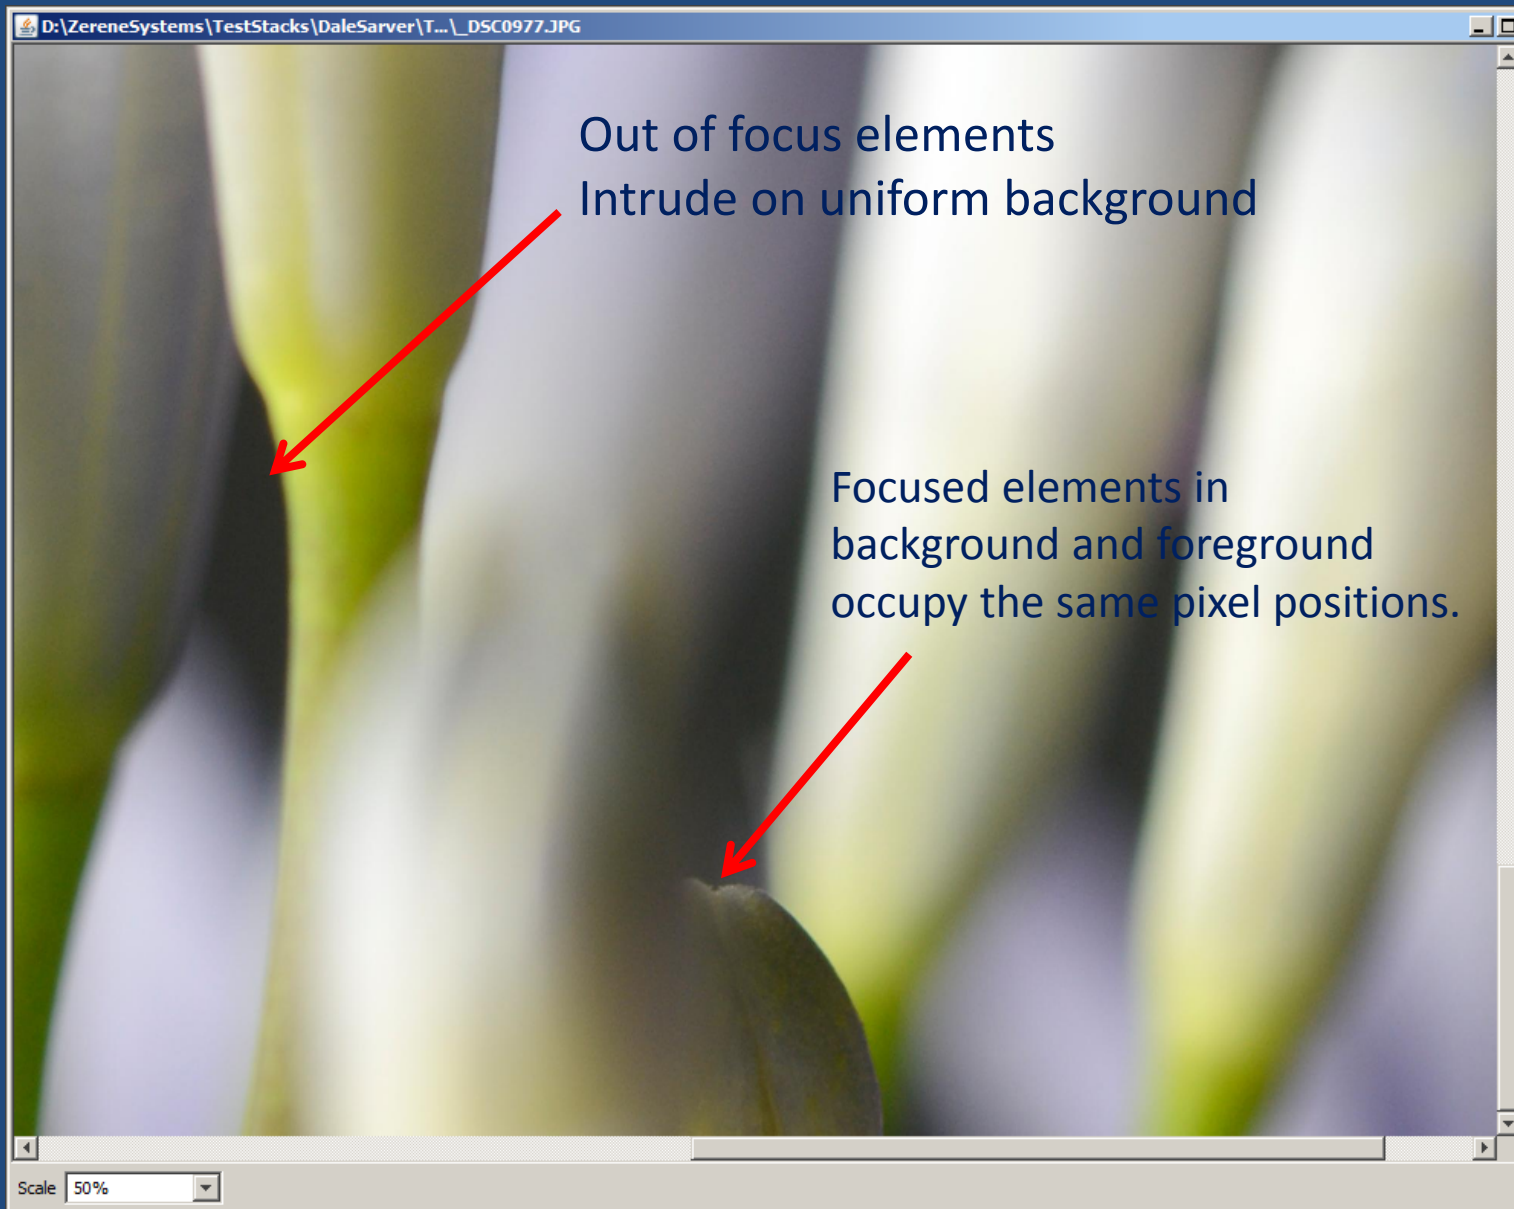 D:\ZereneSystems\TestStacks\DaleSarver\T...\_DSC0977.JPG
Out of focus elements
Intrude on uniform background
Focused elements in
background and foreground
occupy the same pixel positions.
Scale 50%